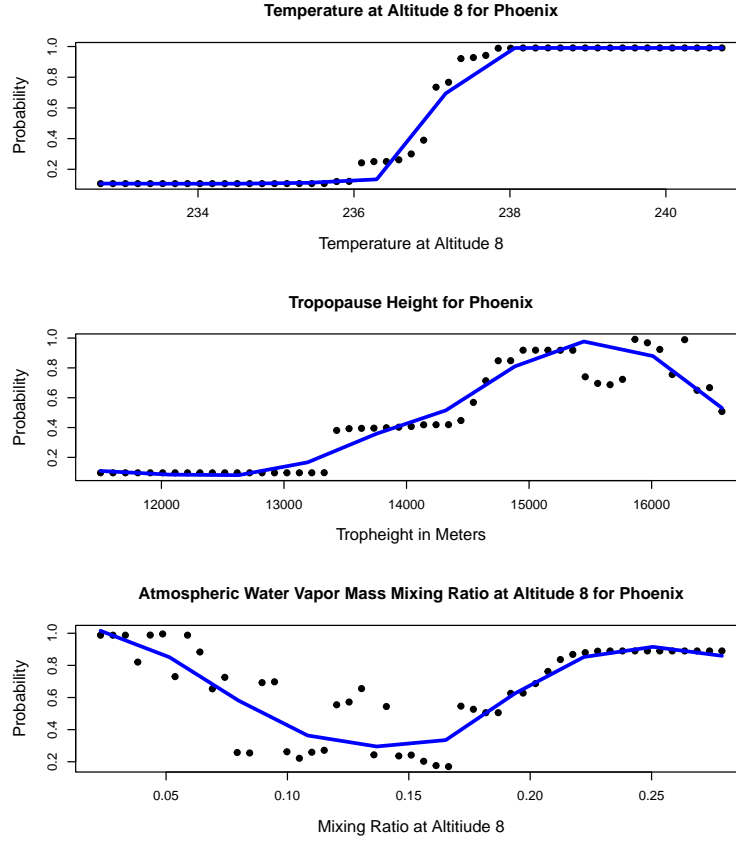 Temperature at Altitude 8 for Phoenix
Probability
0.2 0.4 0.6 0.8 1.0
234 236 238 240
Temperature at Altitude 8
Tropopause Height for Phoenix
Probability
0.2 0.4 0.6 0.8 1.0
12000 13000 14000 15000 16000
Tropheight in Meters
Atmospheric Water Vapor Mass Mixing Ratio at Altitude 8 for Phoenix
Probability
0.2 0.4 0.6 0.8 1.0
0.05 0.10 0.15 0.20 0.25
Mixing Ratio at Altitiude 8